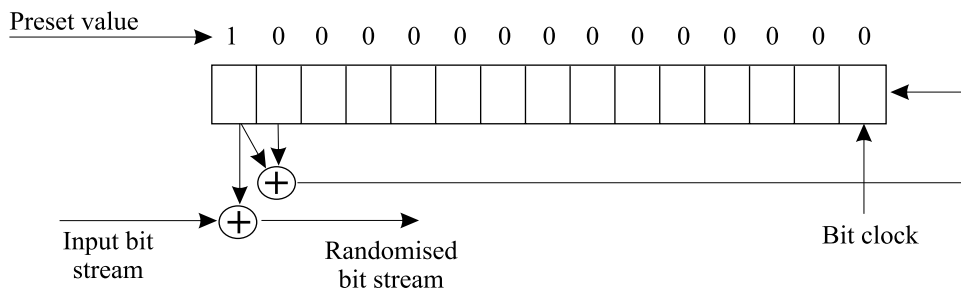 Preset value
1 0 0 0 0 0 0 0 0 0 0 0 0 0 0
+
+
Input bit
stream
Randomised
bit stream
Bit clock